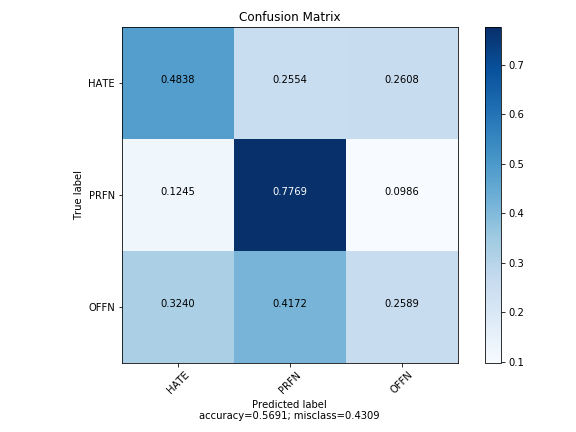 Confusion Matrix
HATE
0.4838
0.2554
0.2608
PRFN
0.1245
0.7769
0.0986
OFFN
0.3240
0.4172
0.2589
True label
HATE
PRFN
OFFN
Predicted label
accuracy=0.5691; misclass=0.4309
0.7
0.6
0.5
0.4
0.3
0.2
0.1